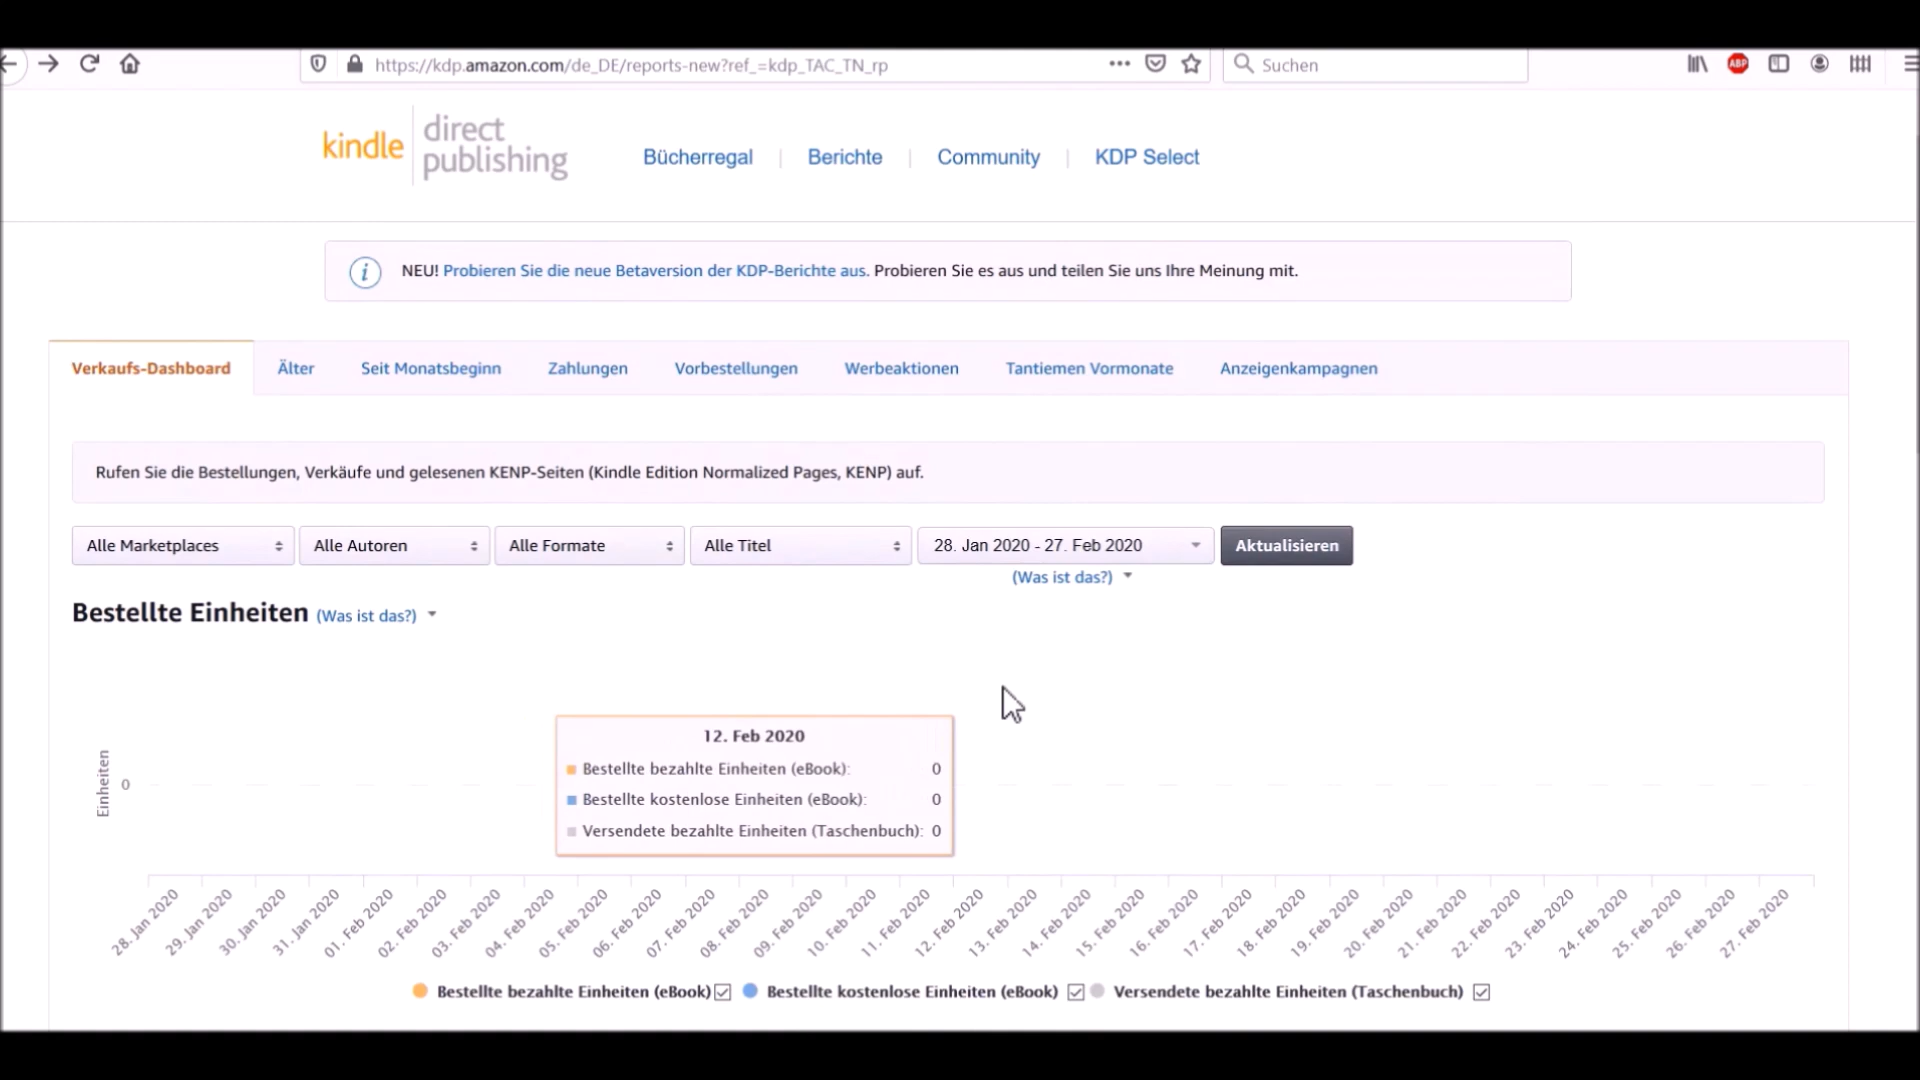 https://kdp.amazon.com/de_DE/reports-new?ref_=kdp_TAC_TN_rp
Suchen
ABP
kindle direct publishing
Bücherregal
Berichte
Community
KDP Select
NEU! Probieren Sie die neue Betaversion der KDP-Berichte aus. Probieren Sie es aus und teilen Sie uns Ihre Meinung mit.
Verkaufs-Dashboard
Älter
Seit Monatsbeginn
Zahlungen
Vorbestellungen
Werbeaktionen
Tantiemen Vormonate
Anzeigenkampagnen
Rufen Sie die Bestellungen, Verkäufe und gelesenen KENP-Seiten (Kindle Edition Normalized Pages, KENP) auf.
Alle Marketplaces
Alle Autoren
Alle Formate
Alle Titel
28. Jan 2020 - 27. Feb 2020
Aktualisieren
(Was ist das?)
Bestellte Einheiten (Was ist das?)
Einheiten
0
12. Feb 2020
Bestellte bezahlte Einheiten (eBook): 0
Bestellte kostenlose Einheiten (eBook): 0
Versendete bezahlte Einheiten (Taschenbuch): 0
28. Jan 2020
29. Jan 2020
30. Jan 2020
31. Jan 2020
01. Feb 2020
02. Feb 2020
03. Feb 2020
04. Feb 2020
05. Feb 2020
06. Feb 2020
07. Feb 2020
08. Feb 2020
09. Feb 2020
10. Feb 2020
11. Feb 2020
12. Feb 2020
13. Feb 2020
14. Feb 2020
15. Feb 2020
16. Feb 2020
17. Feb 2020
18. Feb 2020
19. Feb 2020
20. Feb 2020
21. Feb 2020
22. Feb 2020
23. Feb 2020
24. Feb 2020
25. Feb 2020
26. Feb 2020
27. Feb 2020
Bestellte bezahlte Einheiten (eBook)
Bestellte kostenlose Einheiten (eBook)
Versendete bezahlte Einheiten (Taschenbuch)